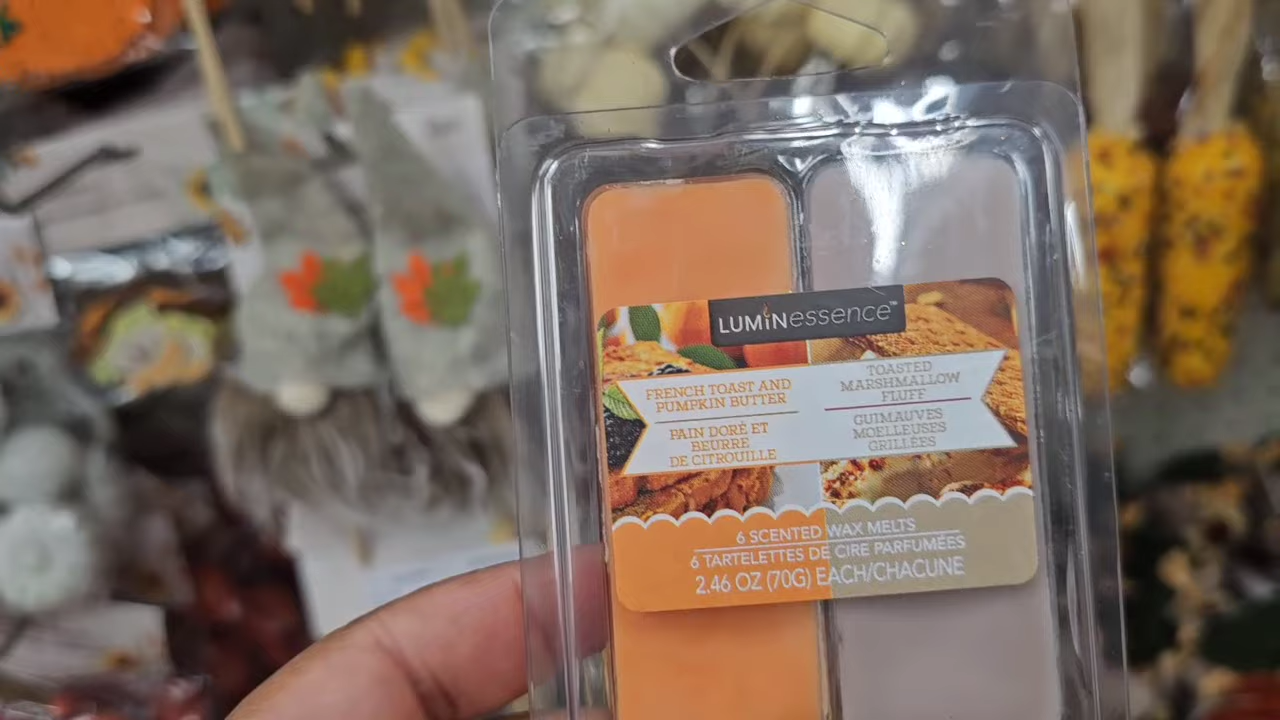 LUMiNessence™
FRENCH TOAST AND
PUMPKIN BUTTER
PAIN DORÉ ET
BEURRE
DE CITROUILLE
TOASTED
MARSHMALLOW
FLUFF
GUIMAUVES
MOELLEUSES
GRILLÉES
6 SCENTED WAX MELTS
6 TARTELETTES DE CIRE PARFUMÉES
2.46 OZ (70G) EACH/CHACUNE